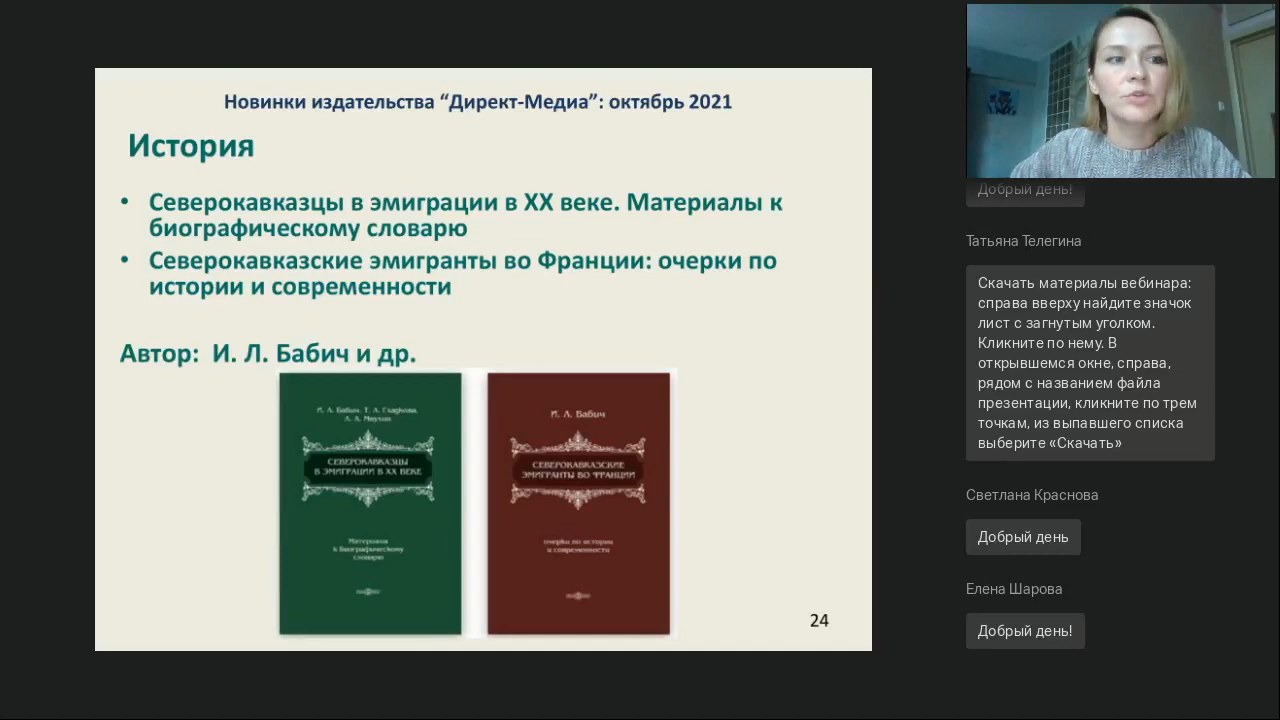 Новинки издательства “Директ-Медиа”: октябрь 2021
История
• Северокавказцы в эмиграции в XX веке. Материалы к
биографическому словарю
• Северокавказские эмигранты во Франции: очерки по
истории и современности
Автор: И. Л. Бабич и др.
И. Л. Бабич, Т. А. Гладкова,
Л. А. Мнухин
СЕВЕРОКАВКАЗЦЫ
В ЭМИГРАЦИИ В XX ВЕКЕ
Материалы
к биографическому
словарю
И. Л. Бабич
СЕВЕРОКАВКАЗСКИЕ
ЭМИГРАНТЫ ВО ФРАНЦИИ
очерки по истории
и современности
24
Добрый день!
Татьяна Телегина
Скачать материалы вебинара:
справа вверху найдите значок
лист с загнутым уголком.
Кликните по нему. В
открывшемся окне, справа,
рядом с названием файла
презентации, кликните по трем
точкам, из выпавшего списка
выберите «Скачать»
Светлана Краснова
Добрый день
Елена Шарова
Добрый день!